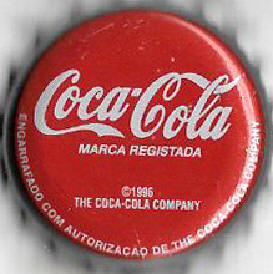 Coca-Cola
MARCA REGISTADA
©1996
THE COCA-COLA COMPANY
ENGARRAFADO COM AUTORIZACAO DE THE COCA-COLA COMPANY